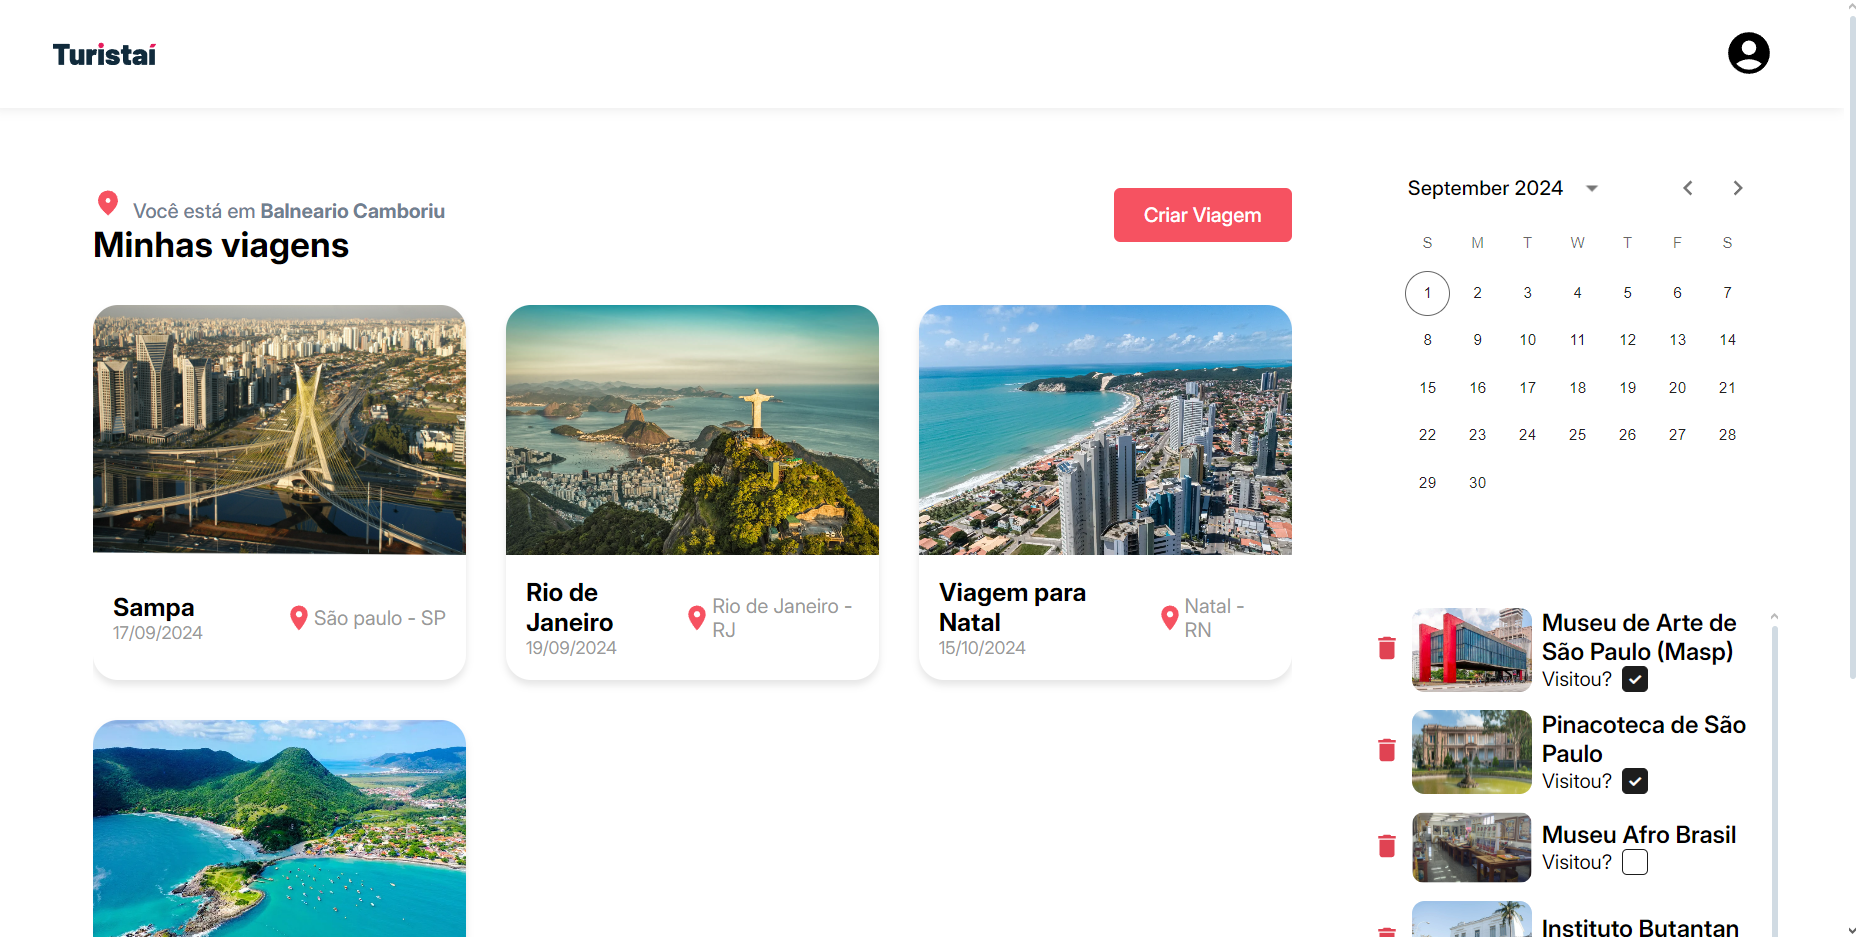 Turistaí
Você está em Balneario Camboriu
Minhas viagens
Criar Viagem
Sampa
17/09/2024
São paulo - SP
Rio de
Janeiro
19/09/2024
Rio de Janeiro -
RJ
Viagem para
Natal
15/10/2024
Natal -
RN
September 2024
S M T W T F S
1 2 3 4 5 6 7
8 9 10 11 12 13 14
15 16 17 18 19 20 21
22 23 24 25 26 27 28
29 30
Museu de Arte de
São Paulo (Masp)
Visitou?
Pinacoteca de São
Paulo
Visitou?
Museu Afro Brasil
Visitou?
Instituto Butantan